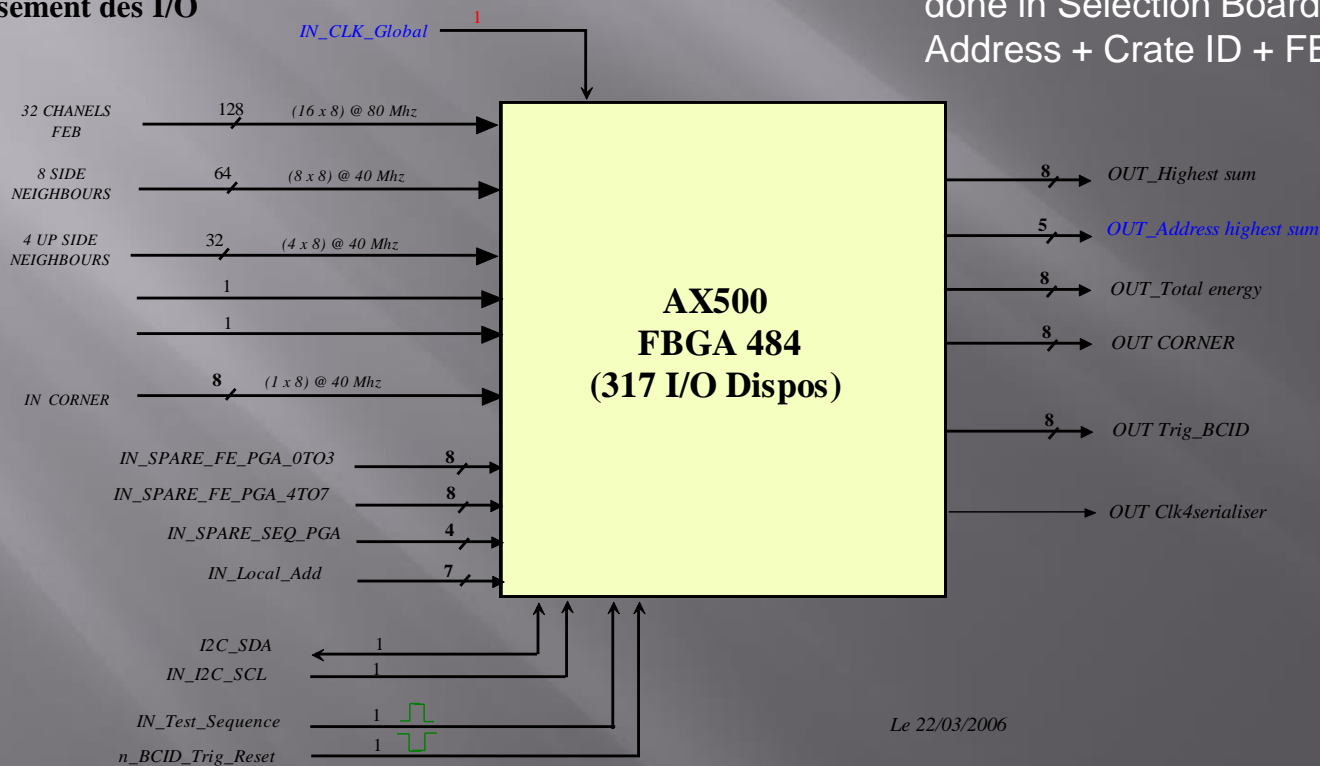 sement des I/O
done in Selection Board
Address + Crate ID + FE
IN_CLK_Global
1
32 CHANELS
FEB
128
(16 x 8) @ 80 Mhz
8 SIDE
NEIGHBOURS
64
(8 x 8) @ 40 Mhz
4 UP SIDE
NEIGHBOURS
32
(4 x 8) @ 40 Mhz
1
1
IN CORNER
8
(1 x 8) @ 40 Mhz
IN_SPARE_FE_PGA_0TO3
8
IN_SPARE_FE_PGA_4TO7
8
IN_SPARE_SEQ_PGA
4
IN_Local_Add
7
AX500
FBGA 484
(317 I/O Dispos)
8
OUT_Highest sum
5
OUT_Address highest sum
8
OUT_Total energy
8
OUT CORNER
8
OUT Trig_BCID
OUT Clk4serialiser
I2C_SDA
1
IN_I2C_SCL
1
IN_Test_Sequence
1
n_BCID_Trig_Reset
1
Le 22/03/2006